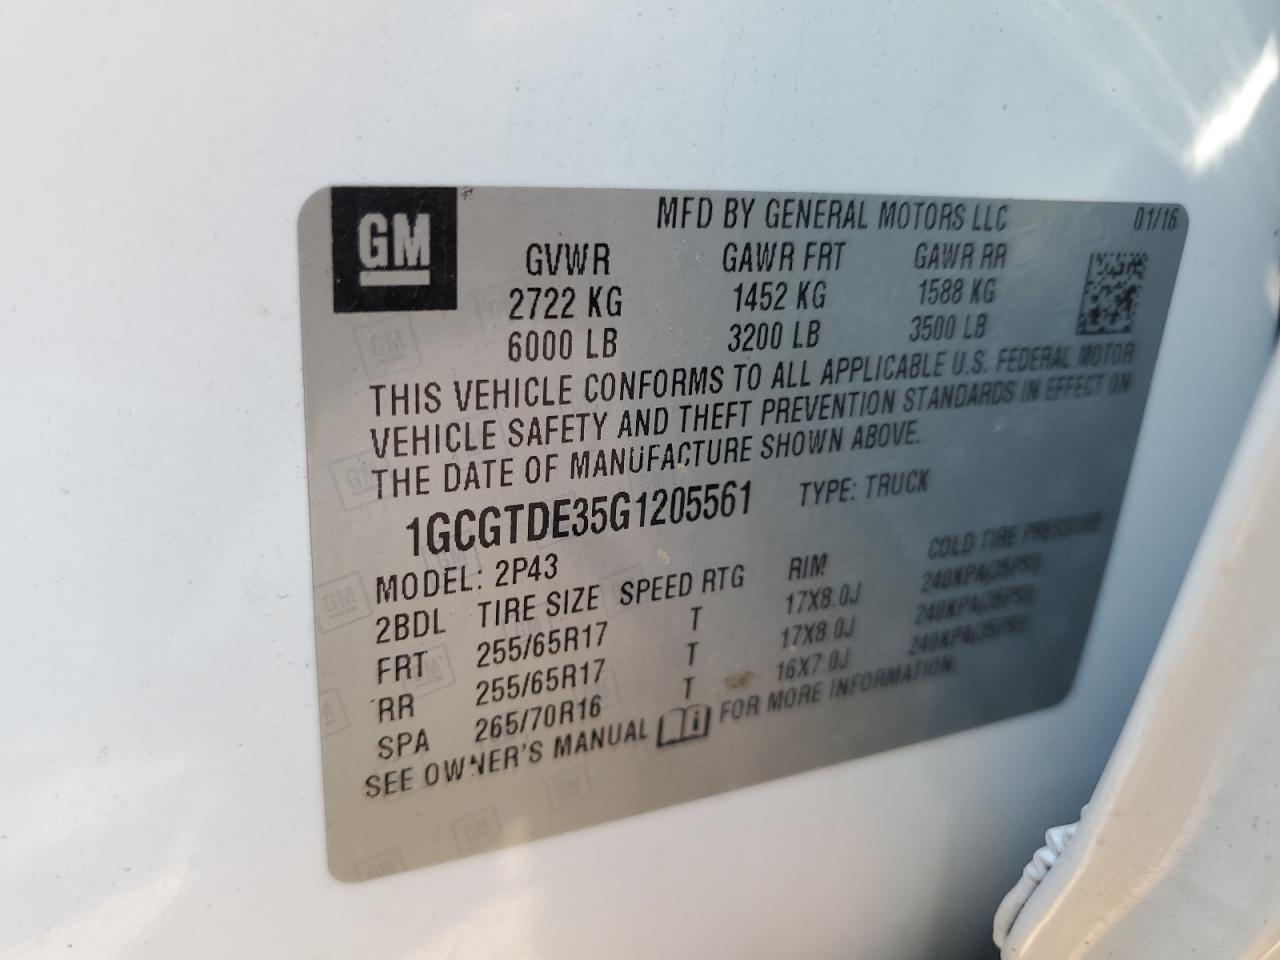 GM
MFD BY GENERAL MOTORS LLC 01/16
GVWR GAWR FRT GAWR RR
2722 KG 1452 KG 1588 KG
6000 LB 3200 LB 3500 LB
THIS VEHICLE CONFORMS TO ALL APPLICABLE U.S. FEDERAL MOTOR
VEHICLE SAFETY AND THEFT PREVENTION STANDARDS IN EFFECT ON
THE DATE OF MANUFACTURE SHOWN ABOVE.
1GCGTDE35G1205561 TYPE: TRUCK
MODEL: 2P43
2BDL TIRE SIZE SPEED RTG RIM COLD TIRE PRESSURE
FRT 255/65R17 T 17X8.0J 240KPA(35PSI)
RR 255/65R17 T 17X8.0J 240KPA(35PSI)
SPA 265/70R16 T 16X7.0J 240KPA(35PSI)
SEE OWNER'S MANUAL FOR MORE INFORMATION.